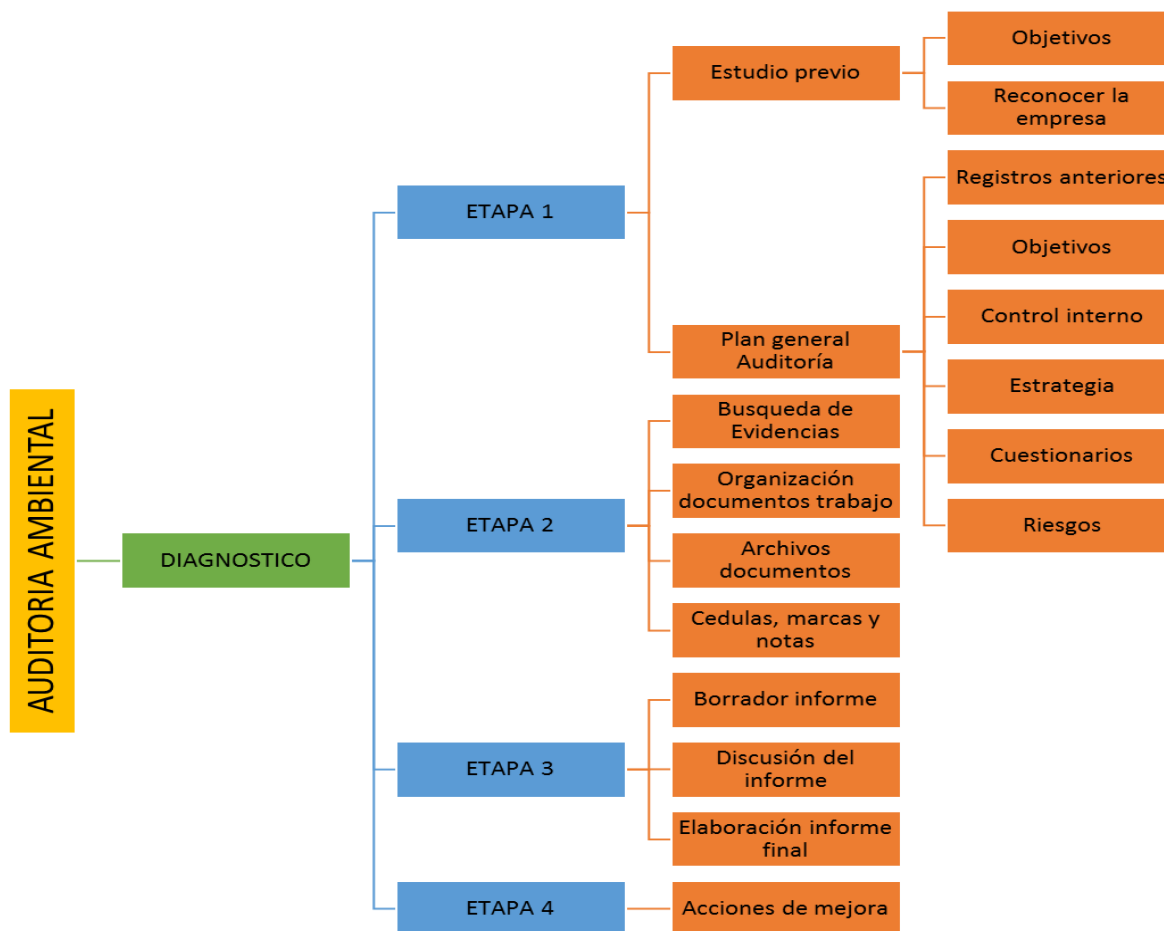 AUDITORIA AMBIENTAL
DIAGNOSTICO
ETAPA 1
Estudio previo
Objetivos
Reconocer la
empresa
Plan general
Auditoría
Registros anteriores
Objetivos
Control interno
Estrategia
Cuestionarios
Riesgos
ETAPA 2
Busqueda de
Evidencias
Organización
documentos trabajo
Archivos
documentos
Cedulas, marcas y
notas
ETAPA 3
Borrador informe
Discusión del
informe
Elaboración informe
final
ETAPA 4
Acciones de mejora